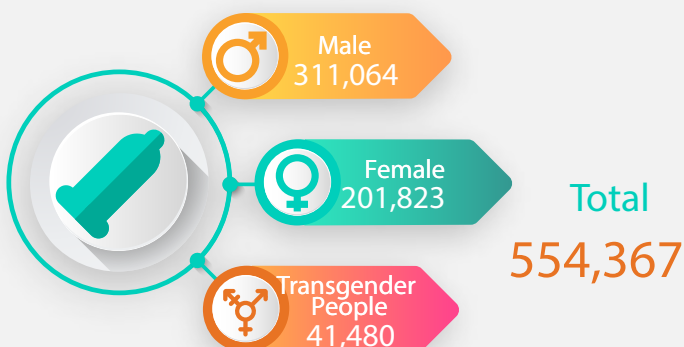 Male
311,064
Female
201,823
Total
554,367
Transgender
People
41,480